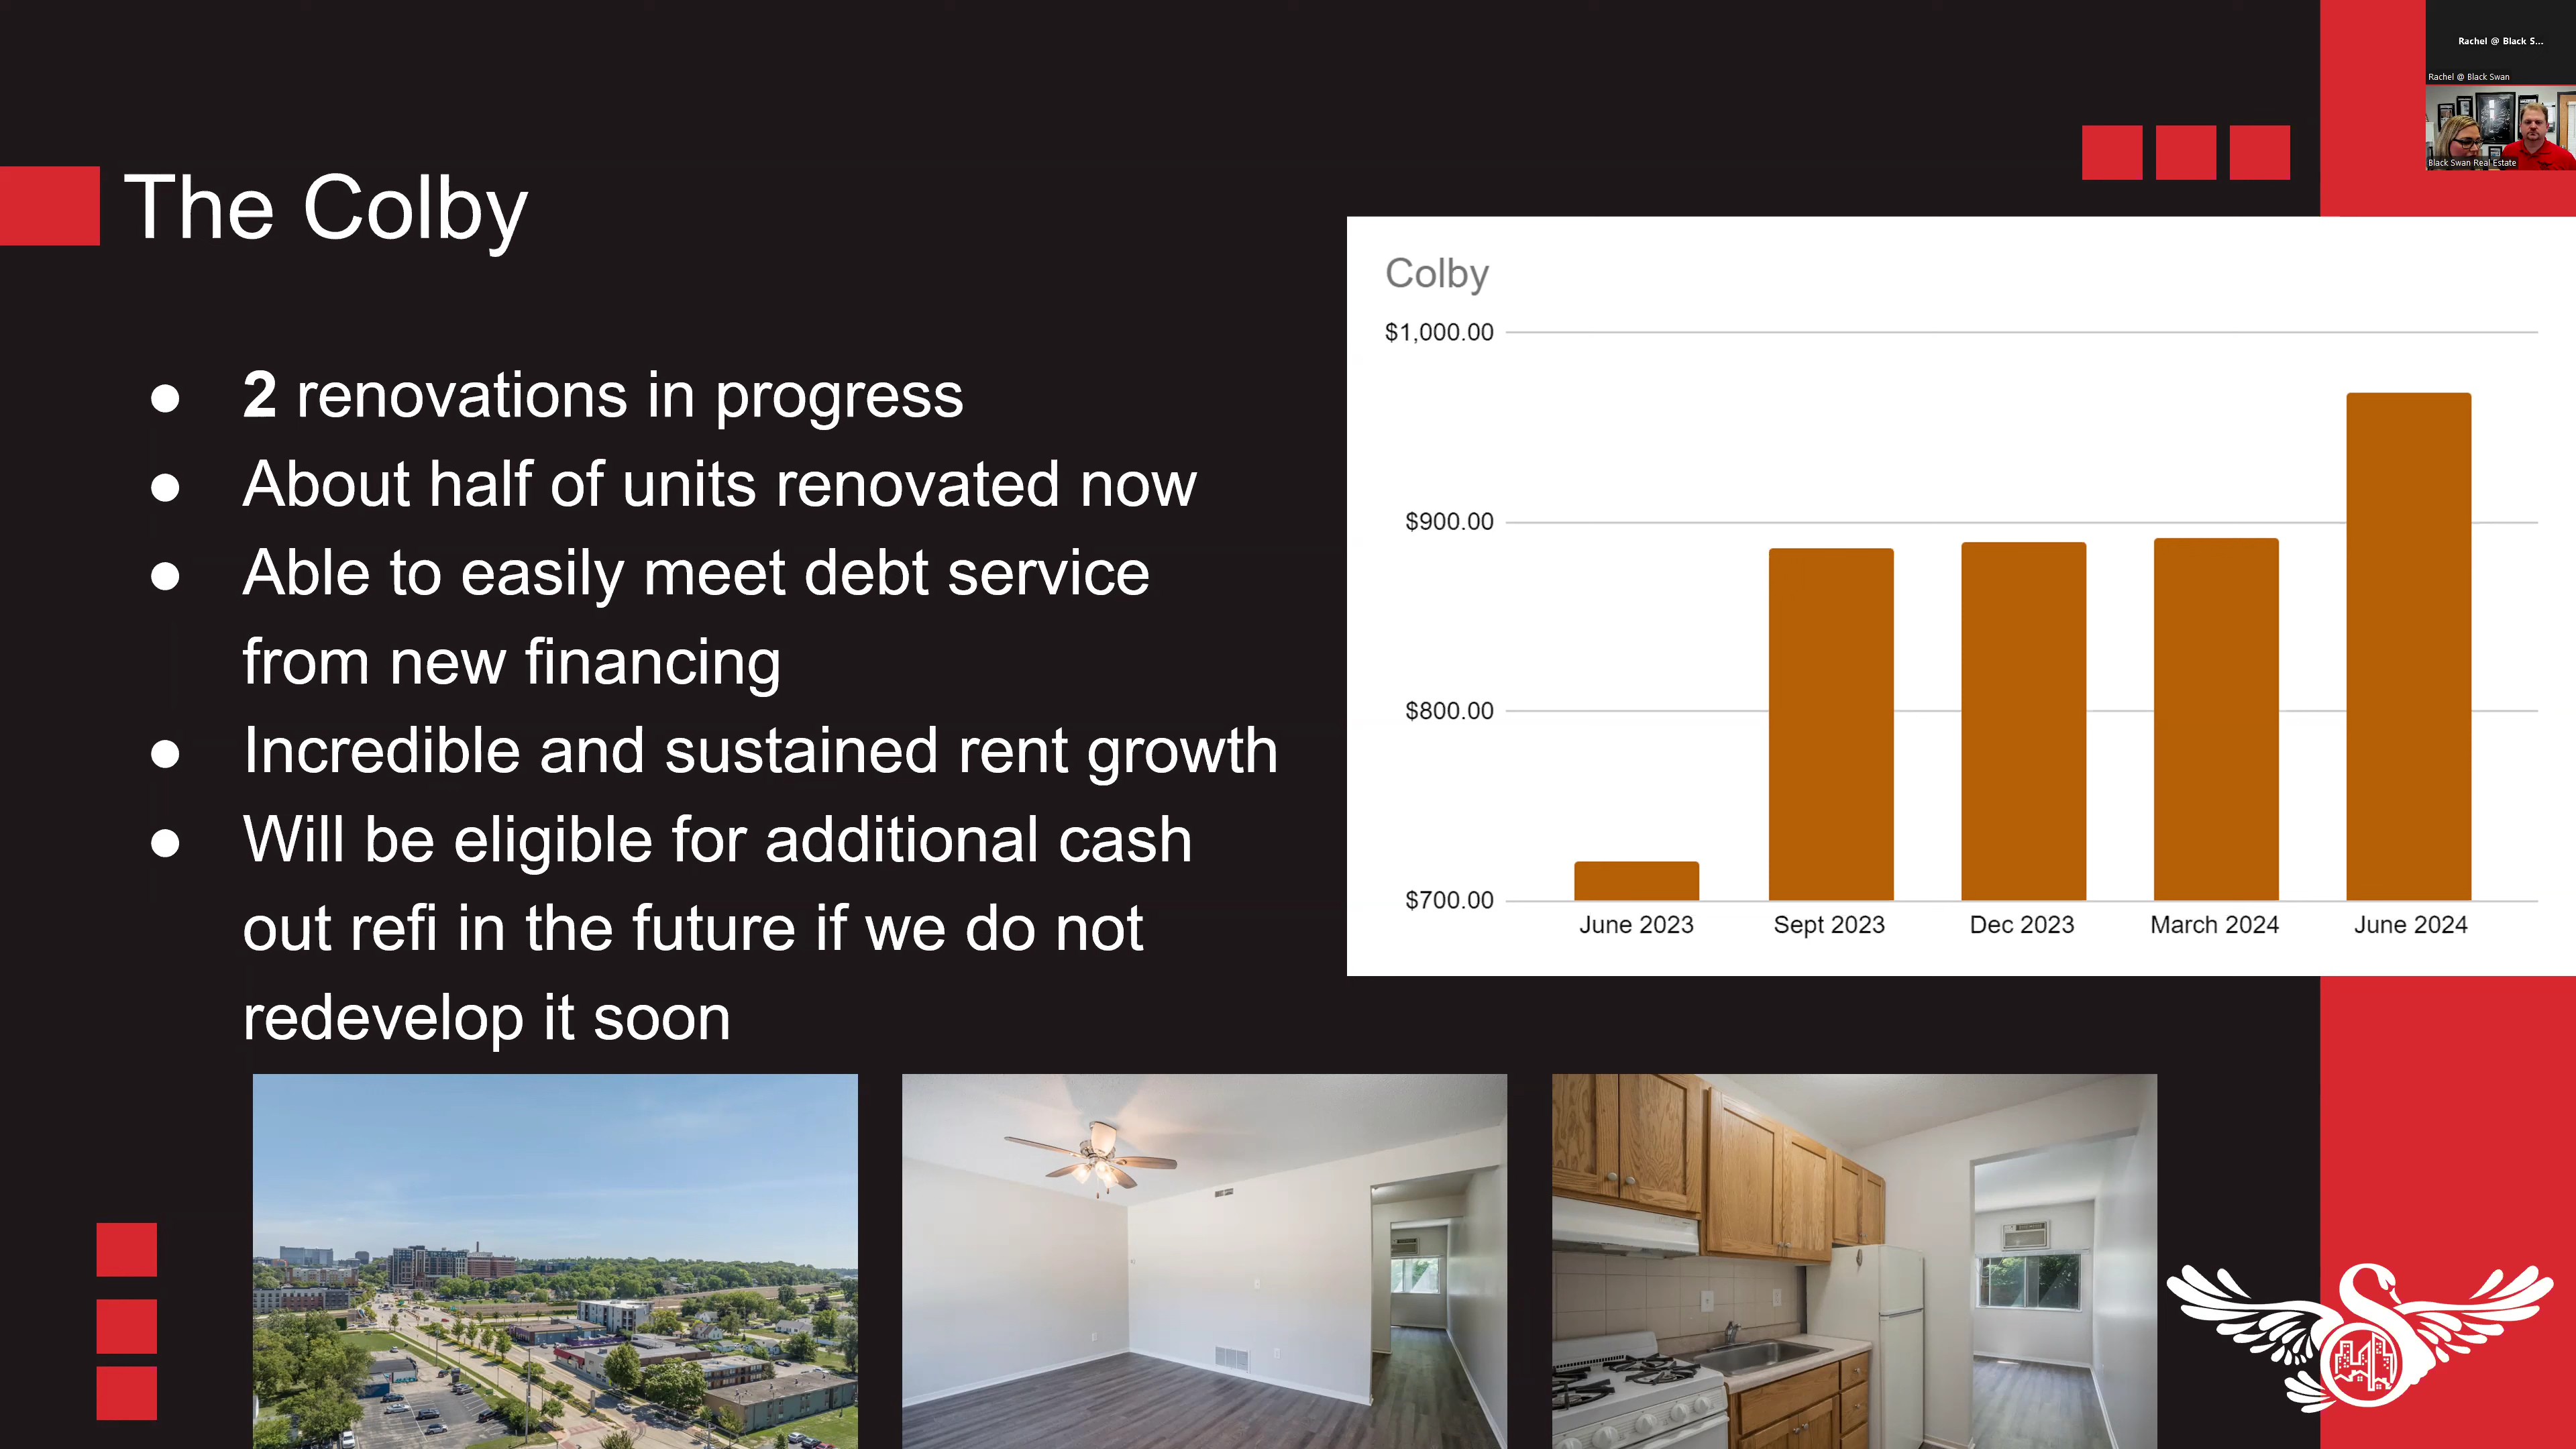 Rachel @ Black S...
Rachel @ Black Swan
Black Swan Real Estate
The Colby
● 2 renovations in progress
● About half of units renovated now
● Able to easily meet debt service
from new financing
● Incredible and sustained rent growth
● Will be eligible for additional cash
out refi in the future if we do not
redevelop it soon
Colby
$1,000.00
$900.00
$800.00
$700.00
June 2023 Sept 2023 Dec 2023 March 2024 June 2024